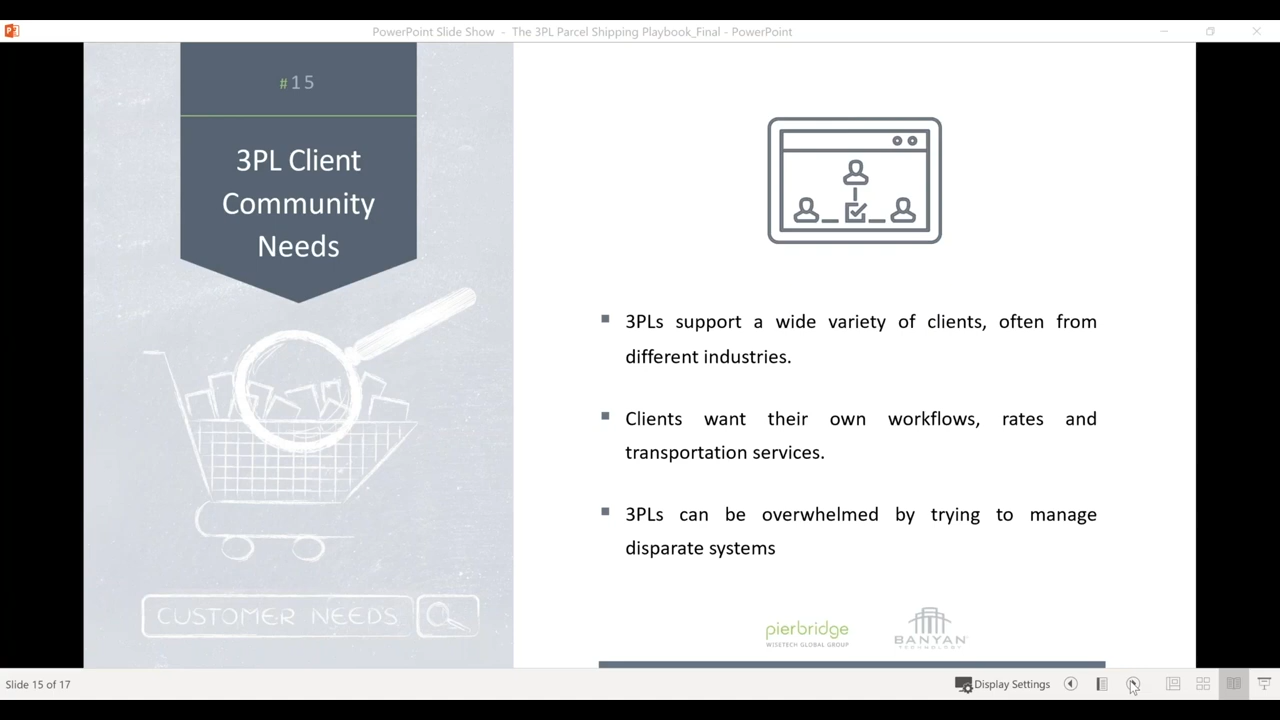 PowerPoint Slide Show - The 3PL Parcel Shipping Playbook_Final - PowerPoint
#15
3PL Client
Community
Needs
3PLs support a wide variety of clients, often from
different industries.
Clients want their own workflows, rates and
transportation services.
3PLs can be overwhelmed by trying to manage
disparate systems
CUSTOMER NEEDS
pierbridge
WISETECH GLOBAL GROUP
BANYAN
TECHNOLOGY
Slide 15 of 17
Display Settings